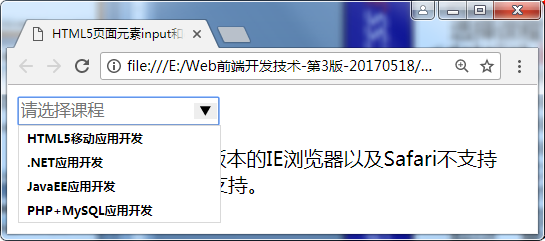 HTML5页面元素input和
file:///E:/Web前端开发技术-第3版-20170518/...
请选择课程
HTML5移动应用开发
.NET应用开发
版本的IE浏览器以及Safari不支持
JavaEE应用开发
支持。
PHP+MySQL应用开发